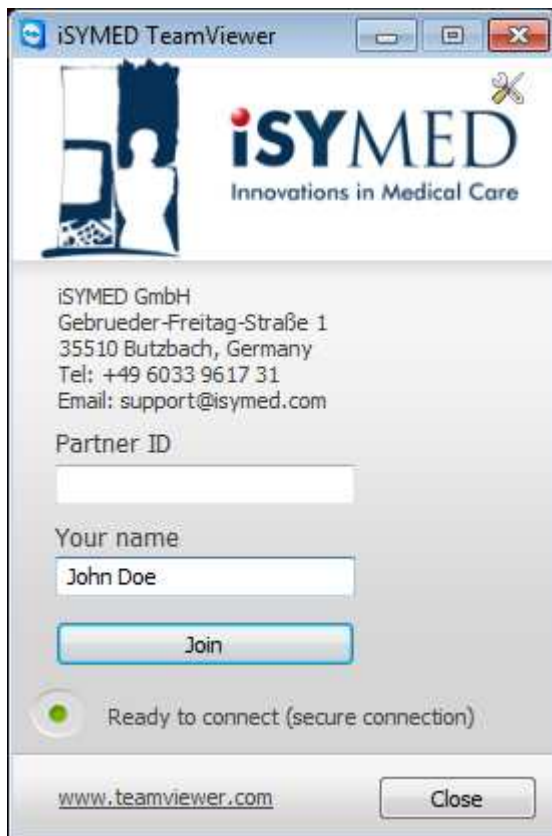 iSYMED TeamViewer
iSYMED
Innovations in Medical Care
iSYMED GmbH
Gebrueder-Freitag-Straße 1
35510 Butzbach, Germany
Tel: +49 6033 9617 31
Email: support@isymed.com
Partner ID
Your name
John Doe
Join
Ready to connect (secure connection)
www.teamviewer.com
Close